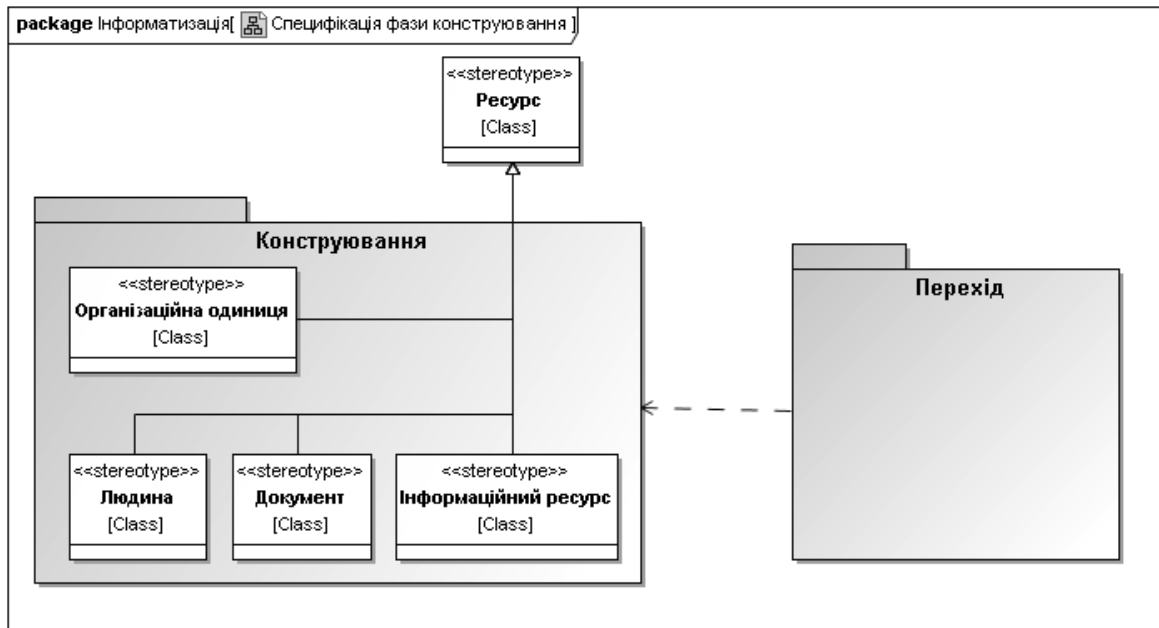 package Інформатизація[ Специфікація фази конструювання ]
<<stereotype>>
Ресурс
[Class]
Конструювання
<<stereotype>>
Організаційна одиниця
[Class]
Перехід
<<stereotype>>
Людина
[Class]
<<stereotype>>
Документ
[Class]
<<stereotype>>
Інформаційний ресурс
[Class]